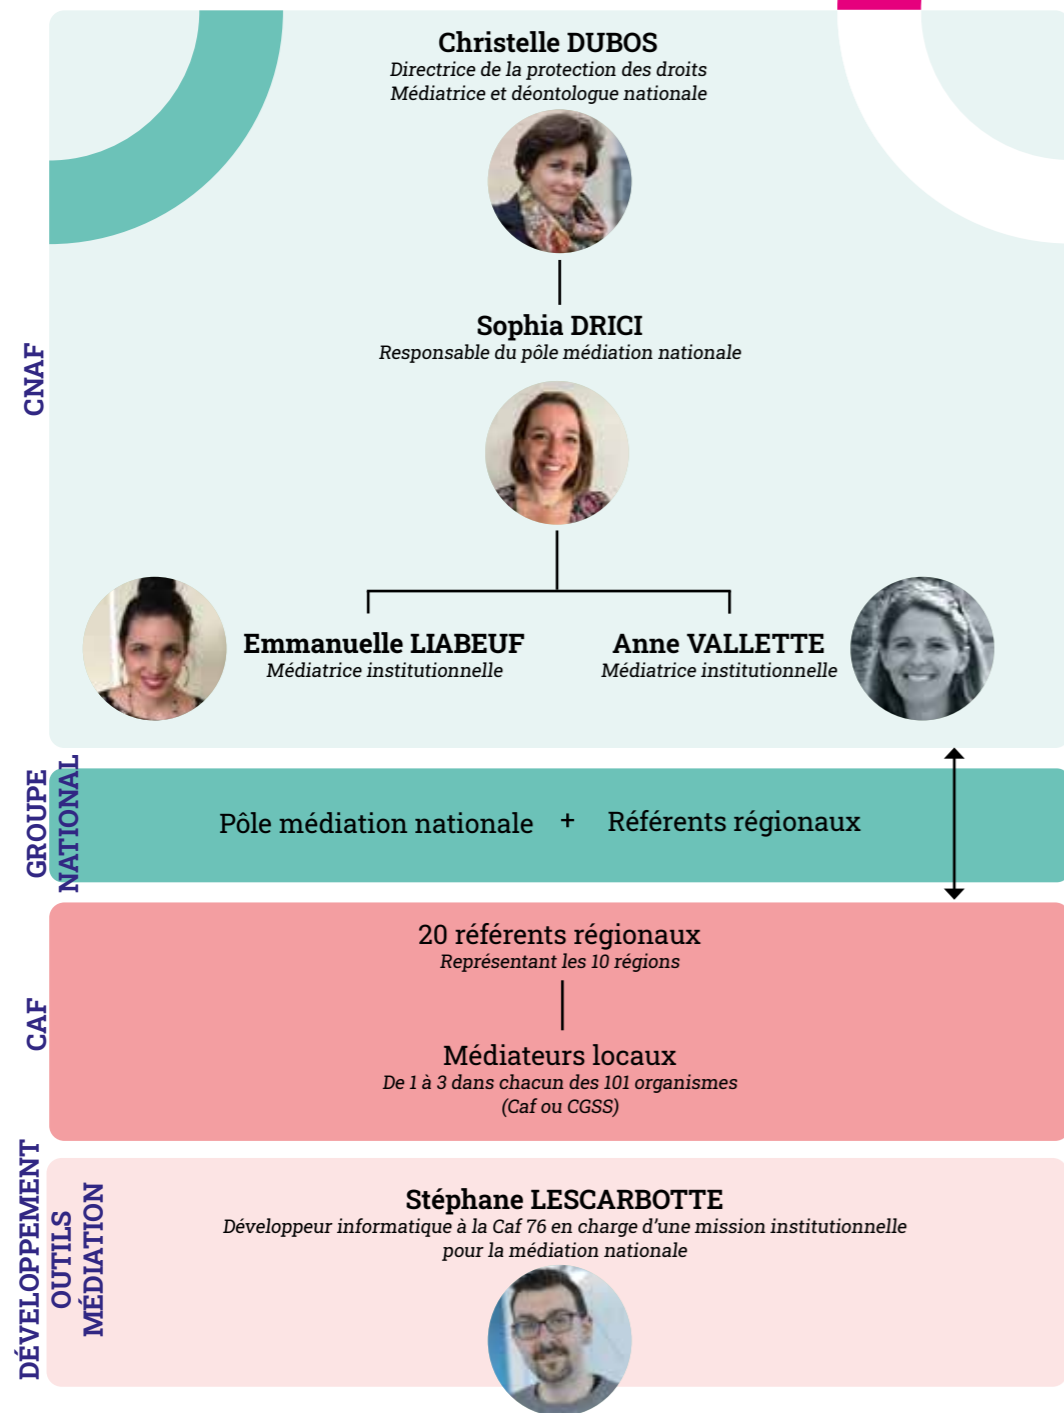 Christelle DUBOS
Directrice de la protection des droits
Médiatrice et déontologue nationale
CNAF
Sophia DRICI
Responsable du pôle médiation nationale
Emmanuelle LIABEUF
Médiatrice institutionnelle
Anne VALLETTE
Médiatrice institutionnelle
GROUPE
NATIONAL
Pôle médiation nationale + Référents régionaux
CAF
20 référents régionaux
Représentant les 10 régions
Médiateurs locaux
De 1 à 3 dans chacun des 101 organismes
(Caf ou CGSS)
DÉVELOPPEMENT
OUTILS
MÉDIATION
Stéphane LESCARBOTTE
Développeur informatique à la Caf 76 en charge d’une mission institutionnelle
pour la médiation nationale